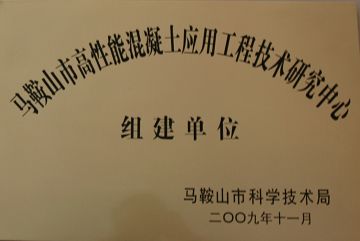 马鞍山市高性能混凝土应用工程技术研究中心
组建单位
马鞍山市科学技术局
二〇〇九年十一月